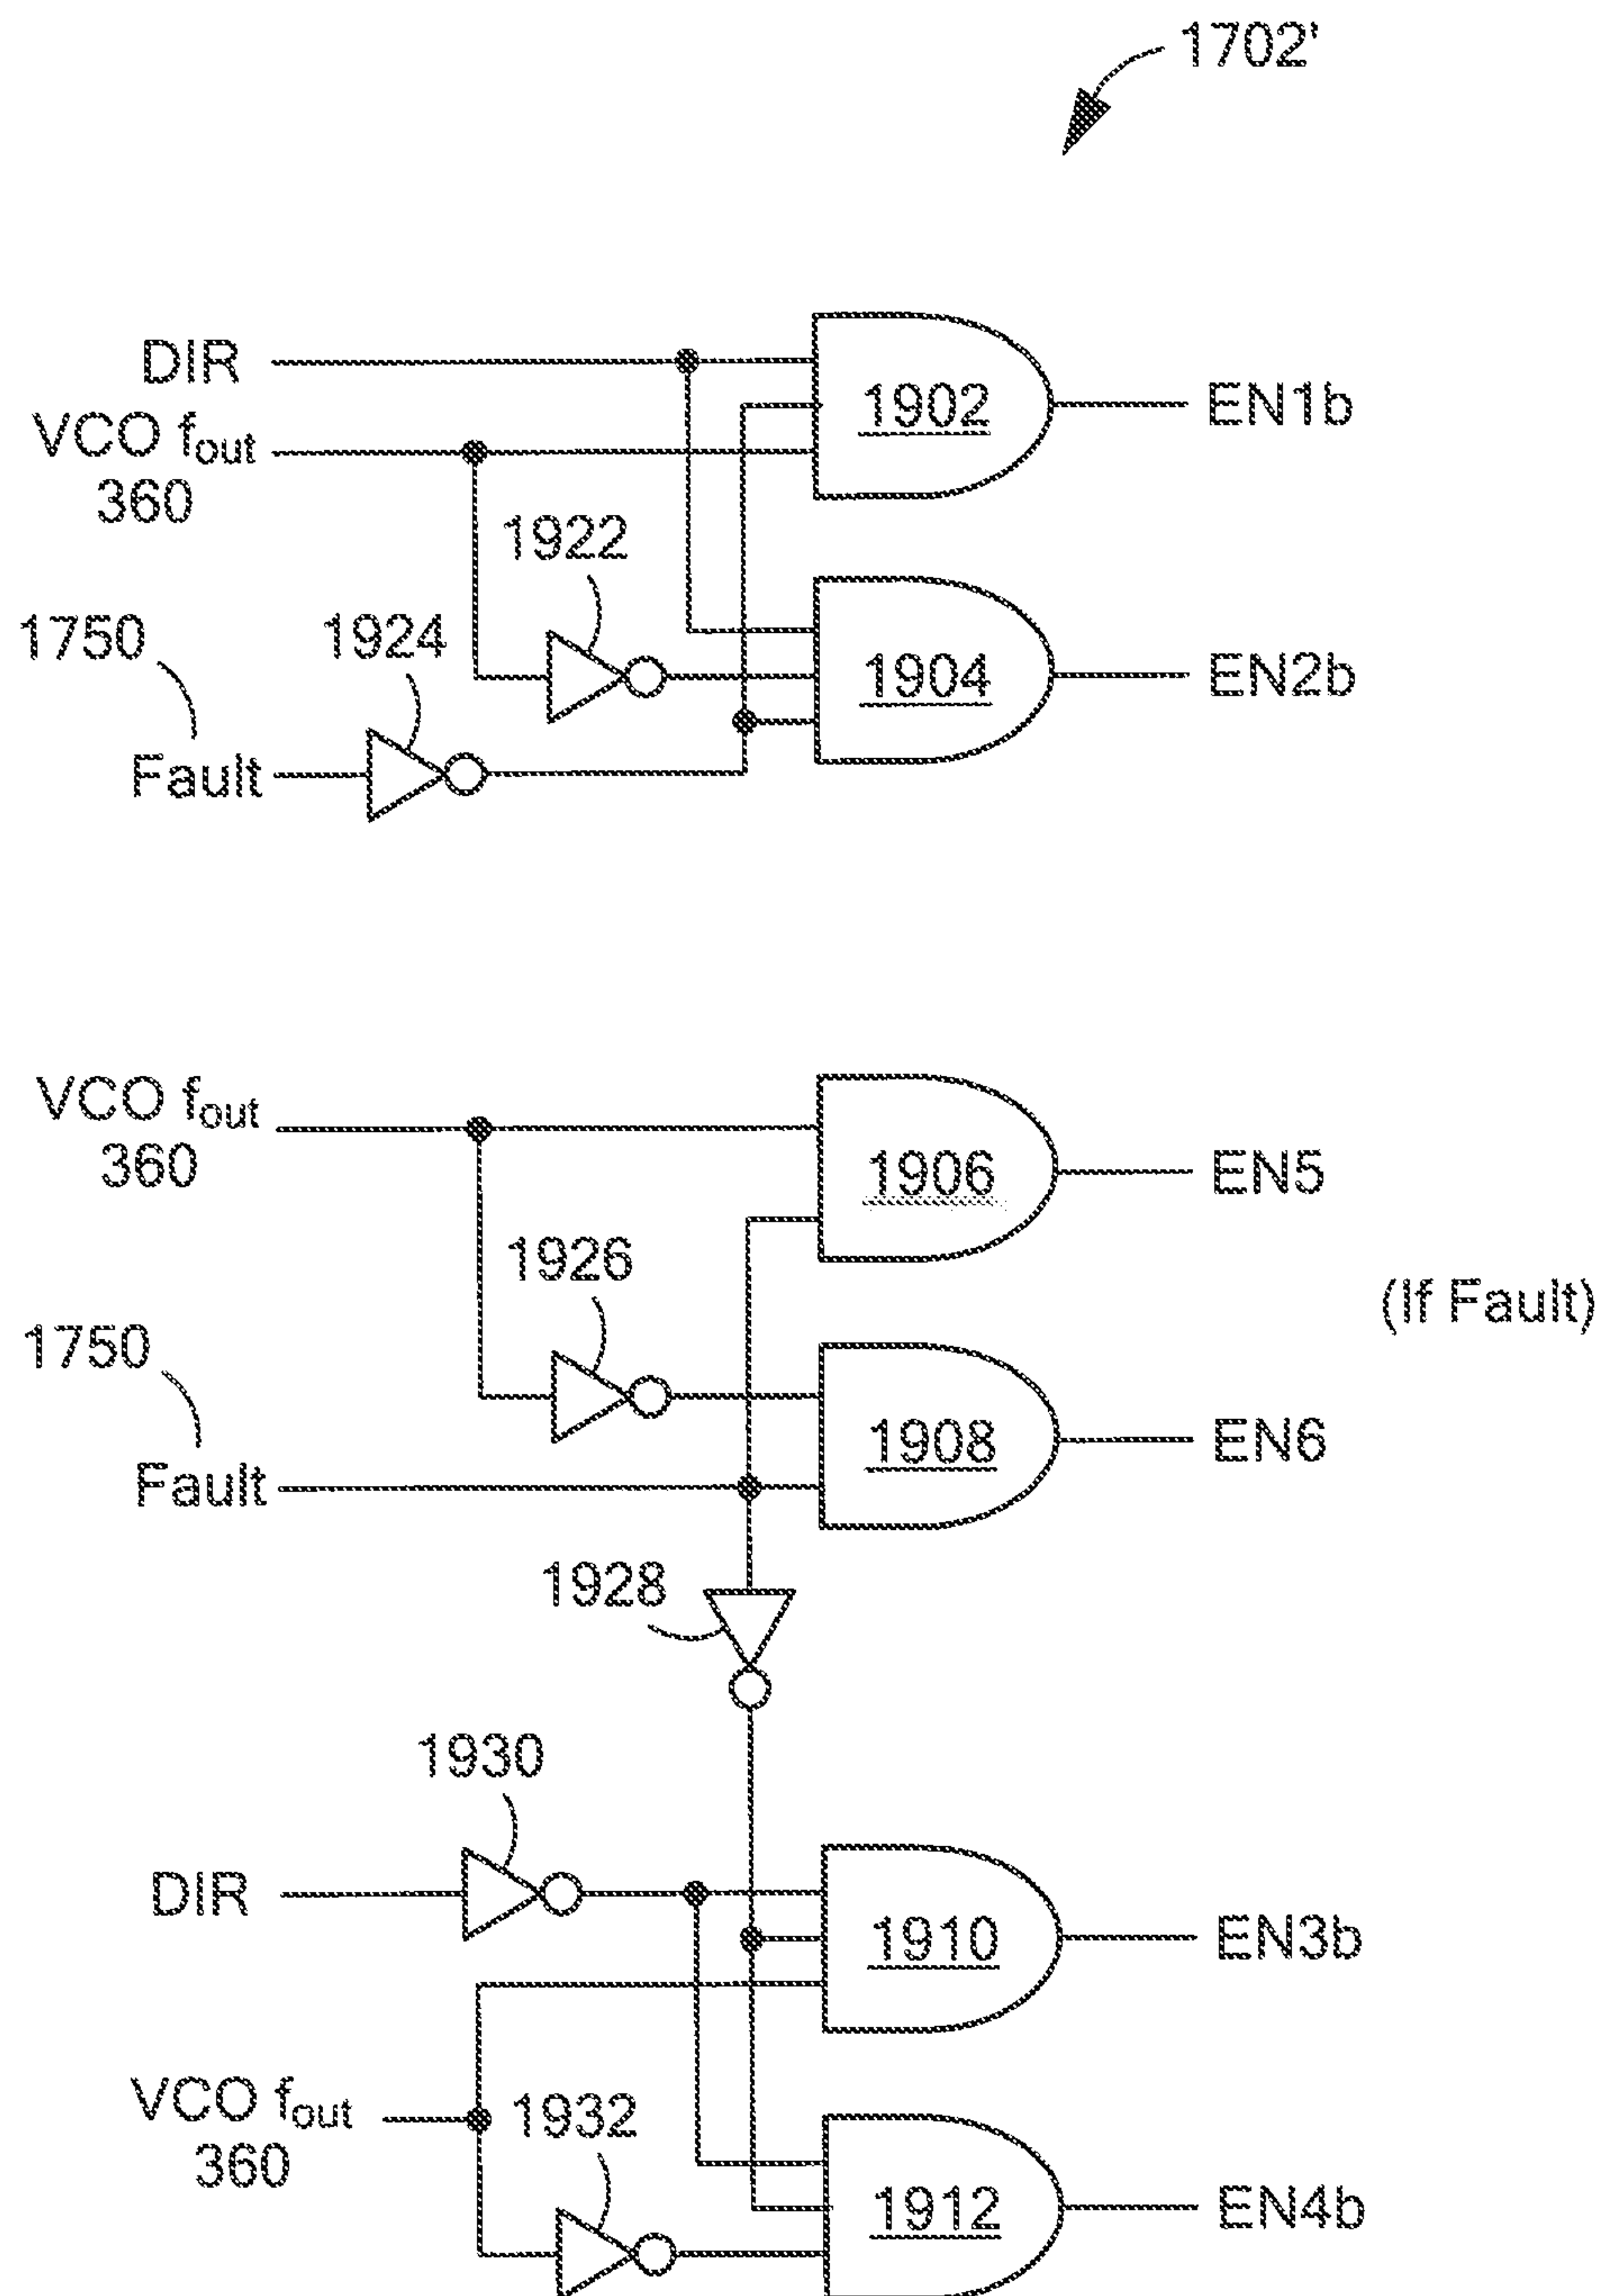 1702'
DIR
1902
EN1b
VCO fout
360
1922
1750
1924
1904
EN2b
Fault
VCO fout
360
1906
EN5
1926
(If Fault)
1750
1908
EN6
Fault
1928
1930
DIR
1910
EN3b
VCO fout
360
1932
1912
EN4b